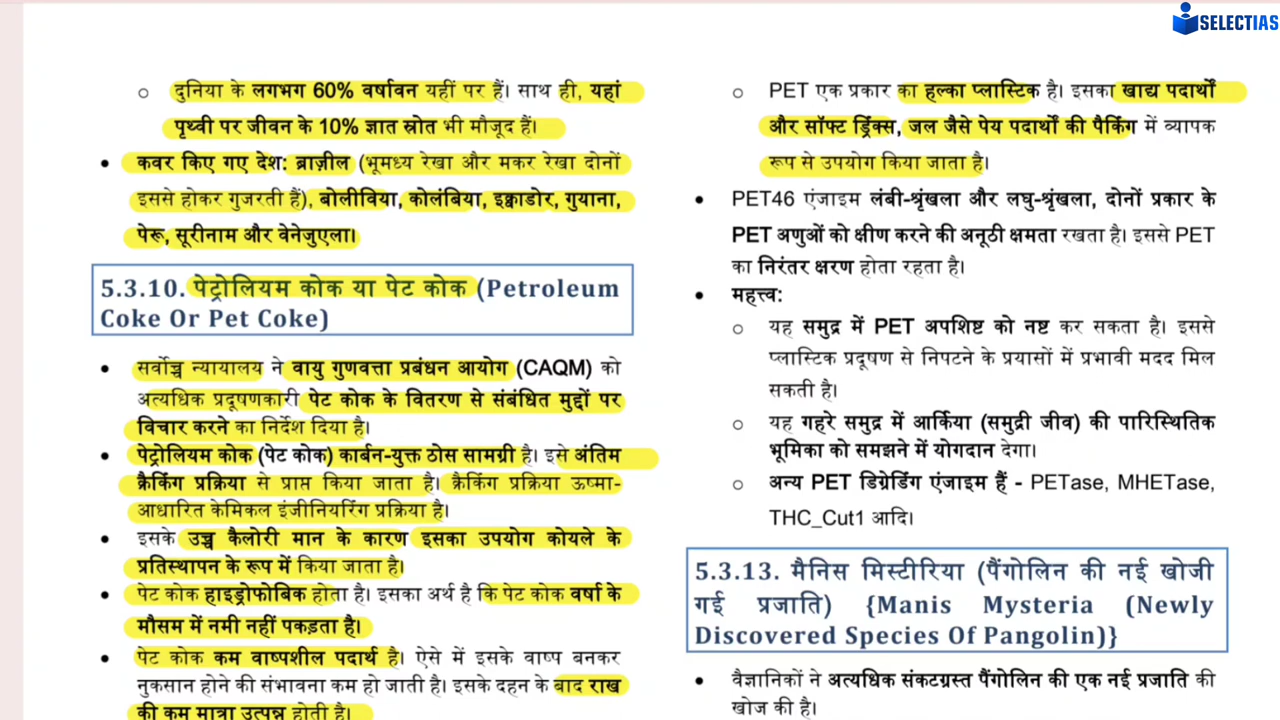 SELECTIAS
○ दुनिया के लगभग 60% वर्षावन यहीं पर हैं। साथ ही, यहां
पृथ्वी पर जीवन के 10% ज्ञात स्रोत भी मौजूद हैं।
• कवर किए गए देश: ब्राज़ील (भूमध्य रेखा और मकर रेखा दोनों
इससे होकर गुजरती हैं), बोलीविया, कोलंबिया, इक्वाडोर, गुयाना,
पेरू, सूरीनाम और वेनेजुएला।
5.3.10. पेट्रोलियम कोक या पेट कोक (Petroleum
Coke Or Pet Coke)
• सर्वोच्च न्यायालय ने वायु गुणवत्ता प्रबंधन आयोग (CAQM) को
अत्यधिक प्रदूषणकारी पेट कोक के वितरण से संबंधित मुद्दों पर
विचार करने का निर्देश दिया है।
• पेट्रोलियम कोक (पेट कोक) कार्बन-युक्त ठोस सामग्री है। इसे अंतिम
क्रैकिंग प्रक्रिया से प्राप्त किया जाता है। क्रैकिंग प्रक्रिया ऊष्मा-
आधारित केमिकल इंजीनियरिंग प्रक्रिया है।
• इसके उच्च कैलोरी मान के कारण इसका उपयोग कोयले के
प्रतिस्थापन के रूप में किया जाता है।
• पेट कोक हाइड्रोफोबिक होता है। इसका अर्थ है कि पेट कोक वर्षा के
मौसम में नमी नहीं पकड़ता है।
• पेट कोक कम वाष्पशील पदार्थ है। ऐसे में इसके वाष्प बनकर
नुकसान होने की संभावना कम हो जाती है। इसके दहन के बाद राख
की कम मात्रा उत्पन्न होती है।
○ PET एक प्रकार का हल्का प्लास्टिक है। इसका खाद्य पदार्थों
और सॉफ्ट ड्रिंक्स, जल जैसे पेय पदार्थों की पैकिंग में व्यापक
रूप से उपयोग किया जाता है।
• PET46 एंजाइम लंबी-श्रृंखला और लघु-श्रृंखला, दोनों प्रकार के
PET अणुओं को क्षीण करने की अनूठी क्षमता रखता है। इससे PET
का निरंतर क्षरण होता रहता है।
• महत्त्व:
○ यह समुद्र में PET अपशिष्ट को नष्ट कर सकता है। इससे
प्लास्टिक प्रदूषण से निपटने के प्रयासों में प्रभावी मदद मिल
सकती है।
○ यह गहरे समुद्र में आर्किया (समुद्री जीव) की पारिस्थितिक
भूमिका को समझने में योगदान देगा।
○ अन्य PET डिग्रेडिंग एंजाइम हैं - PETase, MHETase,
THC_Cut1 आदि।
5.3.13. मैनिस मिस्टीरिया (पैंगोलिन की नई खोजी
गई प्रजाति) {Manis Mysteria (Newly
Discovered Species Of Pangolin)}
• वैज्ञानिकों ने अत्यधिक संकटग्रस्त पैंगोलिन की एक नई प्रजाति की
खोज की है।